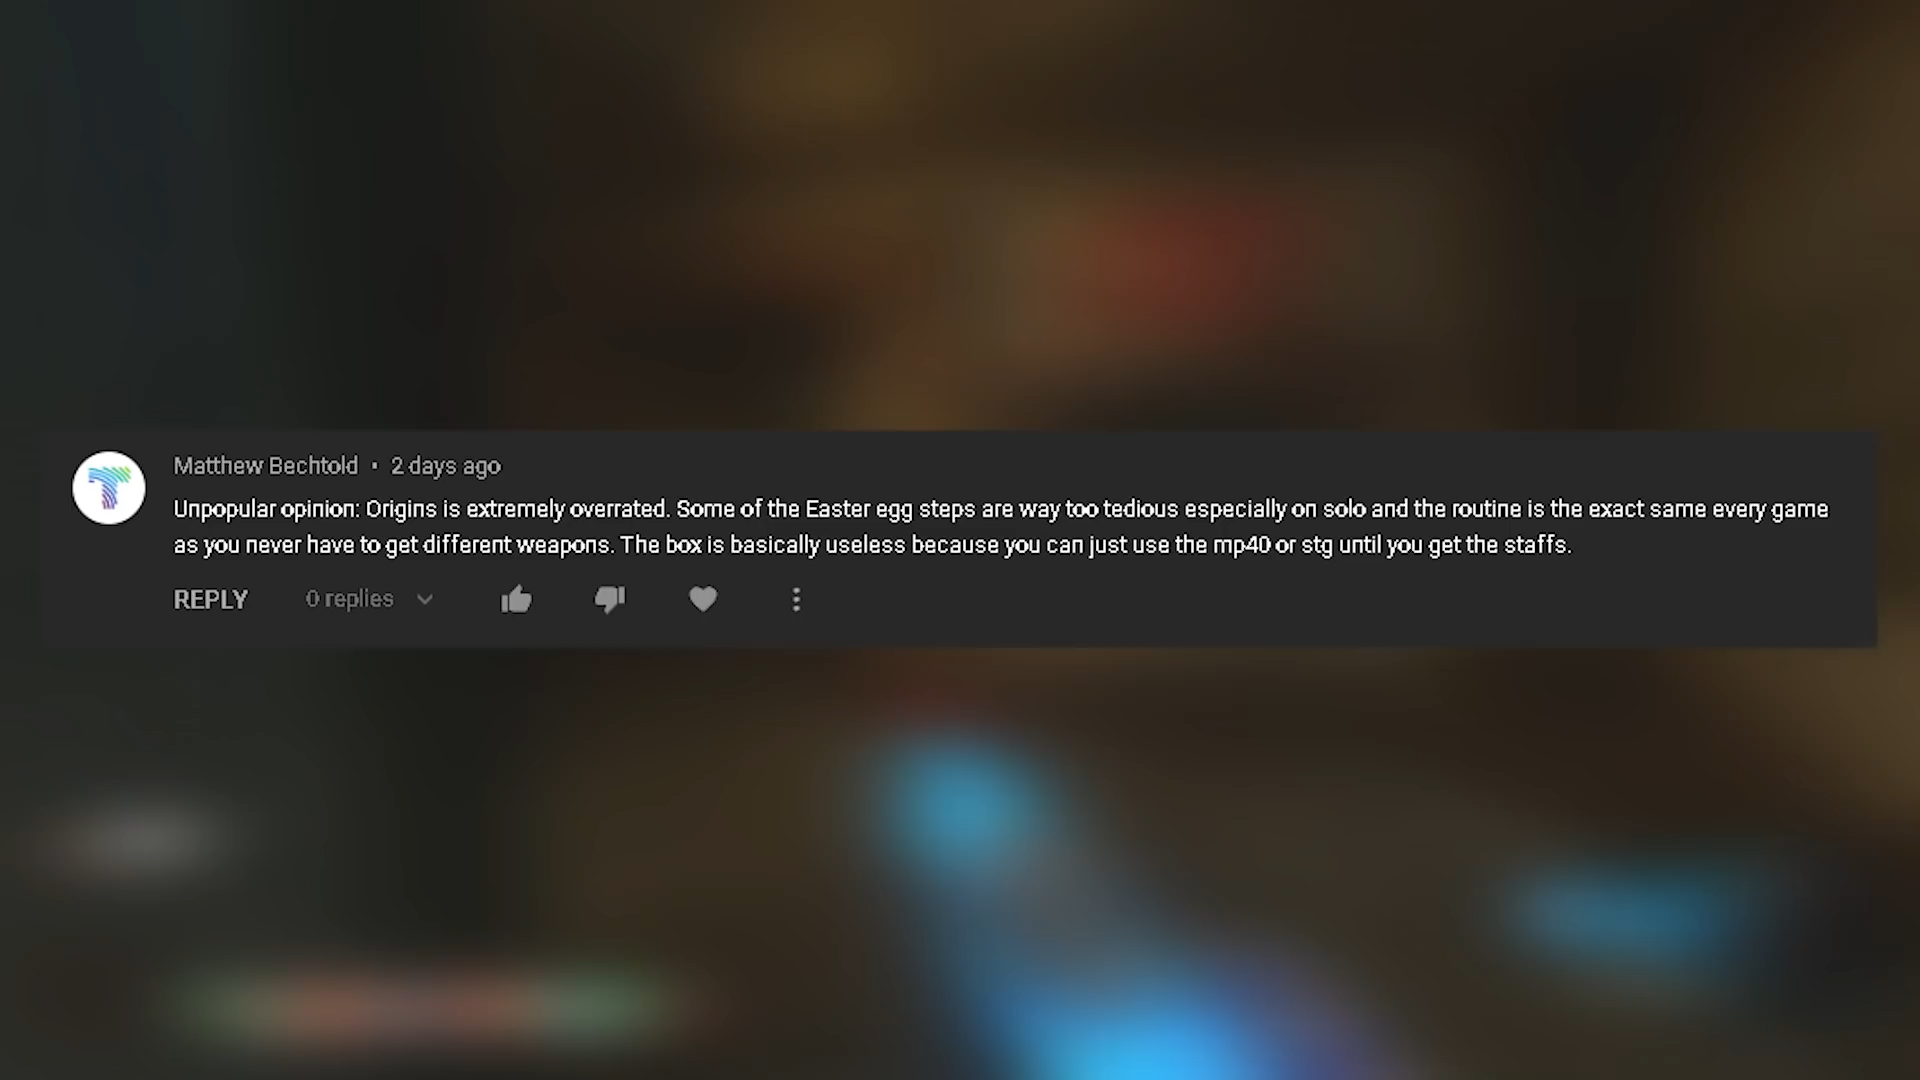 Matthew Bechtold • 2 days ago
Unpopular opinion: Origins is extremely overrated. Some of the Easter egg steps are way too tedious especially on solo and the routine is the exact same every game
as you never have to get different weapons. The box is basically useless because you can just use the mp40 or stg until you get the staffs.
REPLY 0 replies